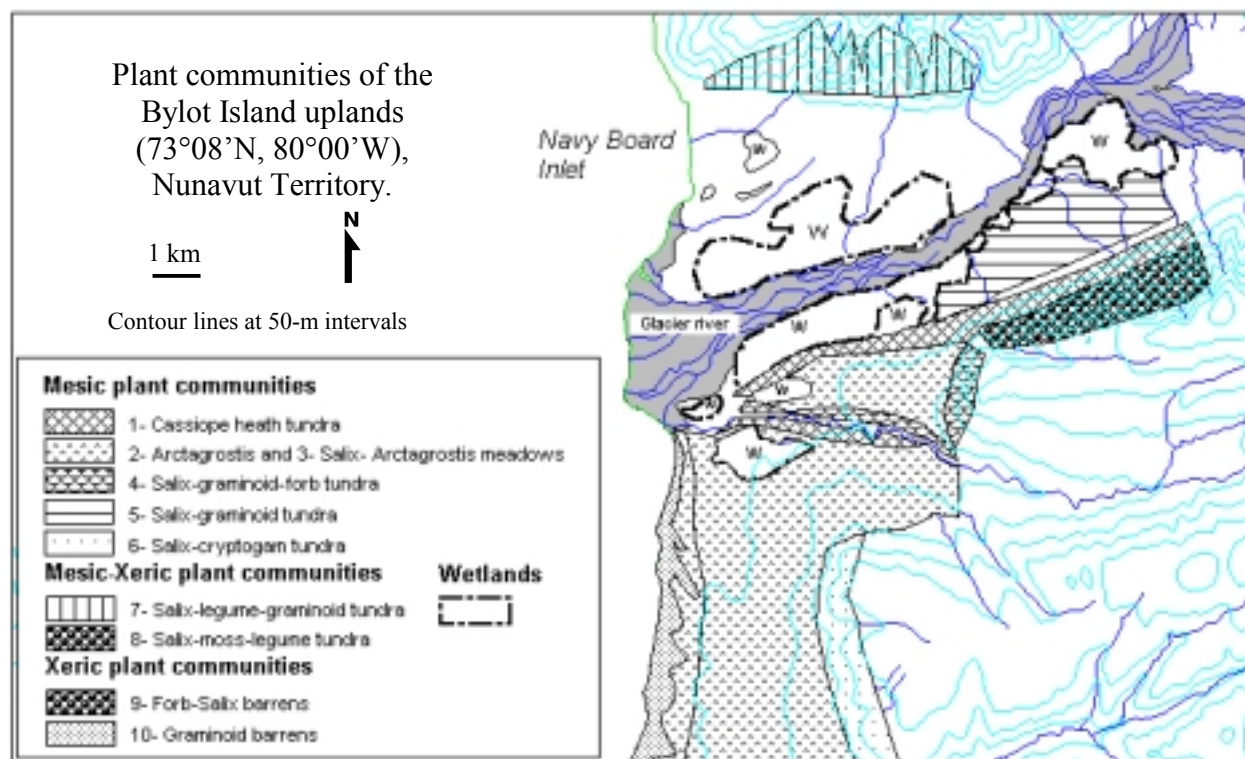 Plant communities of the
Bylot Island uplands
(73°08’N, 80°00’W),
Nunavut Territory.
N
1 km
Contour lines at 50-m intervals
Mesic plant communities
1- Cassiope heath tundra
2- Arctagrostis and 3- Salix- Arctagrostis meadows
4- Salix-graminoid-forb tundra
5- Salix-graminoid tundra
6- Salix-cryptogam tundra
Mesic-Xeric plant communities
Wetlands
7- Salix-legume-graminoid tundra
8- Salix-moss-legume tundra
Xeric plant communities
9- Forb-Salix barrens
10- Graminoid barrens
Navy Board
Inlet
W
W
W
Glacier river
W
W
W
W
W